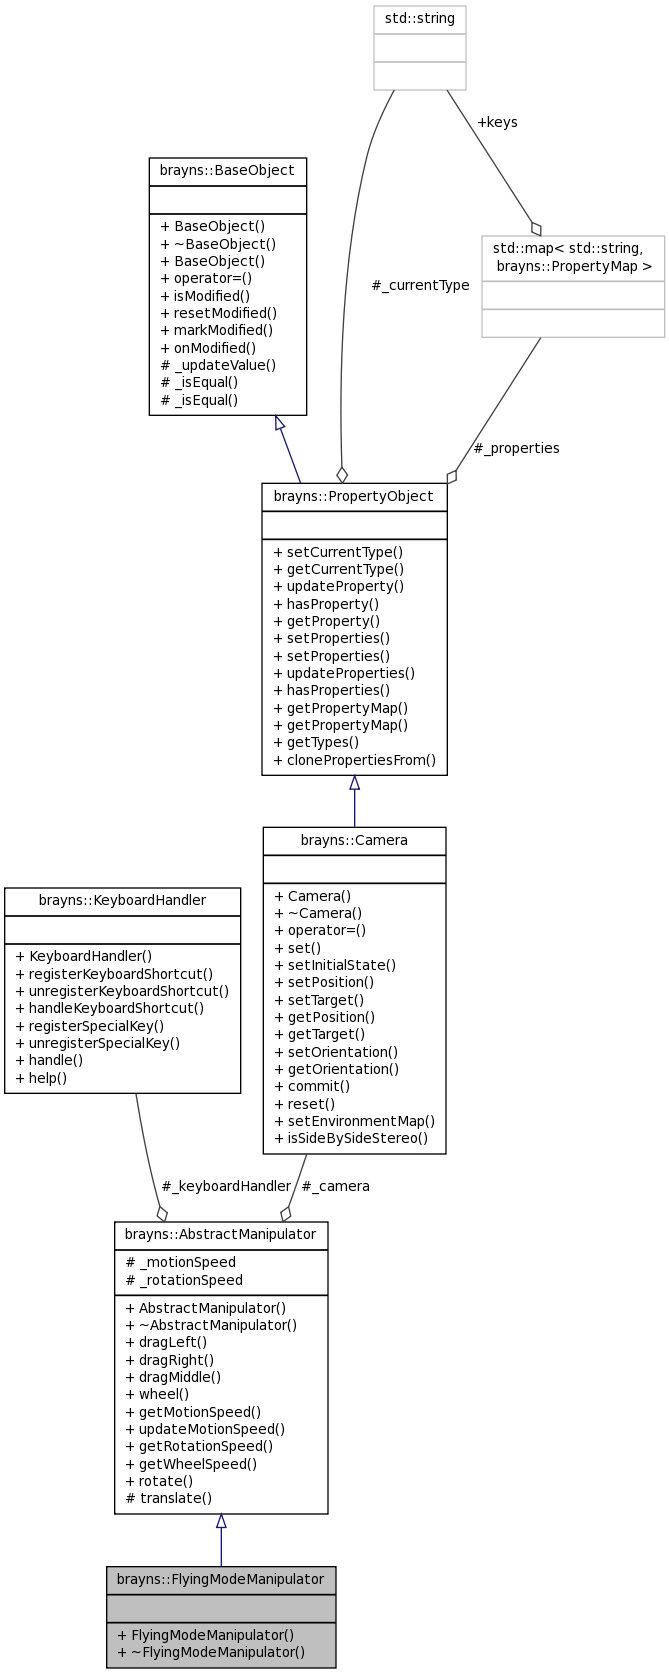 std::string
+keys
brayns::BaseObject
+ BaseObject()
+ ~BaseObject()
+ BaseObject()
+ operator=()
+ isModified()
+ resetModified()
+ markModified()
+ onModified()
# _updateValue()
# _isEqual()
# _isEqual()
std::map< std::string,
brayns::PropertyMap >
#_currentType
#_properties
brayns::PropertyObject
+ setCurrentType()
+ getCurrentType()
+ updateProperty()
+ hasProperty()
+ getProperty()
+ setProperties()
+ setProperties()
+ updateProperties()
+ hasProperties()
+ getPropertyMap()
+ getPropertyMap()
+ getTypes()
+ clonePropertiesFrom()
brayns::Camera
+ Camera()
+ ~Camera()
+ operator=()
+ set()
+ setInitialState()
+ setPosition()
+ setTarget()
+ getPosition()
+ getTarget()
+ setOrientation()
+ getOrientation()
+ commit()
+ reset()
+ setEnvironmentMap()
+ isSideBySideStereo()
brayns::KeyboardHandler
+ KeyboardHandler()
+ registerKeyboardShortcut()
+ unregisterKeyboardShortcut()
+ handleKeyboardShortcut()
+ registerSpecialKey()
+ unregisterSpecialKey()
+ handle()
+ help()
#_keyboardHandler
#_camera
brayns::AbstractManipulator
# _motionSpeed
# _rotationSpeed
+ AbstractManipulator()
+ ~AbstractManipulator()
+ dragLeft()
+ dragRight()
+ dragMiddle()
+ wheel()
+ getMotionSpeed()
+ updateMotionSpeed()
+ getRotationSpeed()
+ getWheelSpeed()
+ rotate()
# translate()
brayns::FlyingModeManipulator
+ FlyingModeManipulator()
+ ~FlyingModeManipulator()